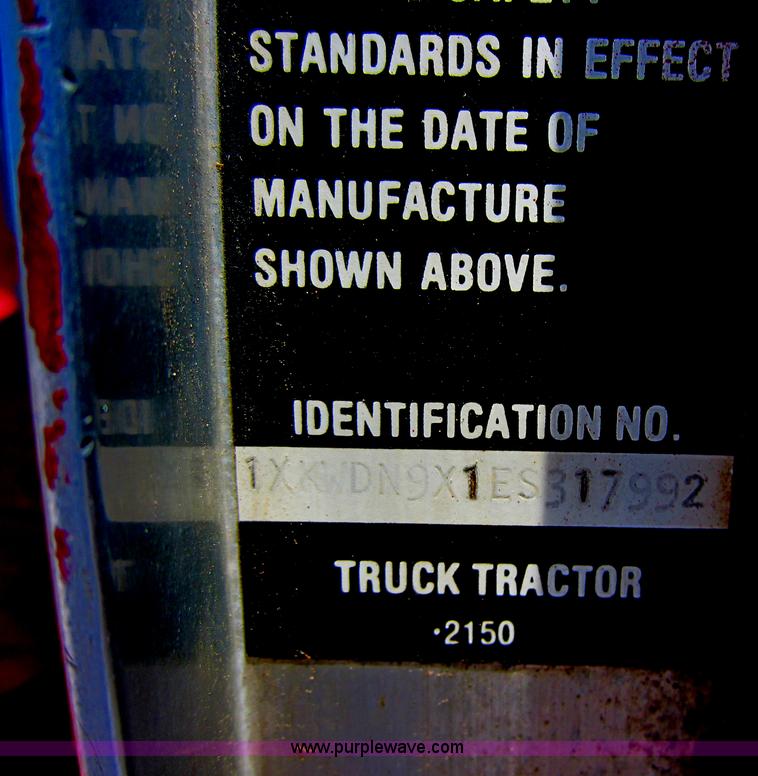 STANDARDS IN EFFECT
ON THE DATE OF
MANUFACTURE
SHOWN ABOVE.
IDENTIFICATION NO.
1XKWDN9X1ES317992
TRUCK TRACTOR
·2150
www.purplewave.com